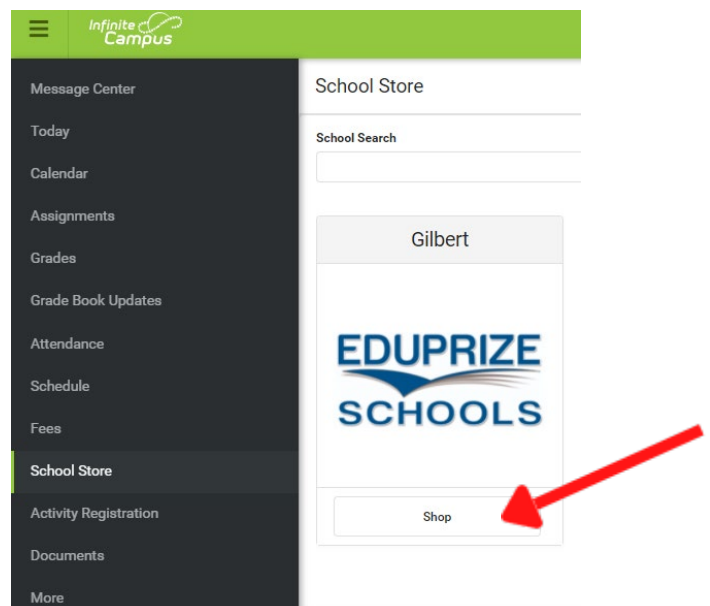 Infinite
Campus
Message Center
Today
Calendar
Assignments
Grades
Grade Book Updates
Attendance
Schedule
Fees
School Store
Activity Registration
Documents
More
School Store
School Search
Gilbert
EDUPRIZE
SCHOOLS
Shop